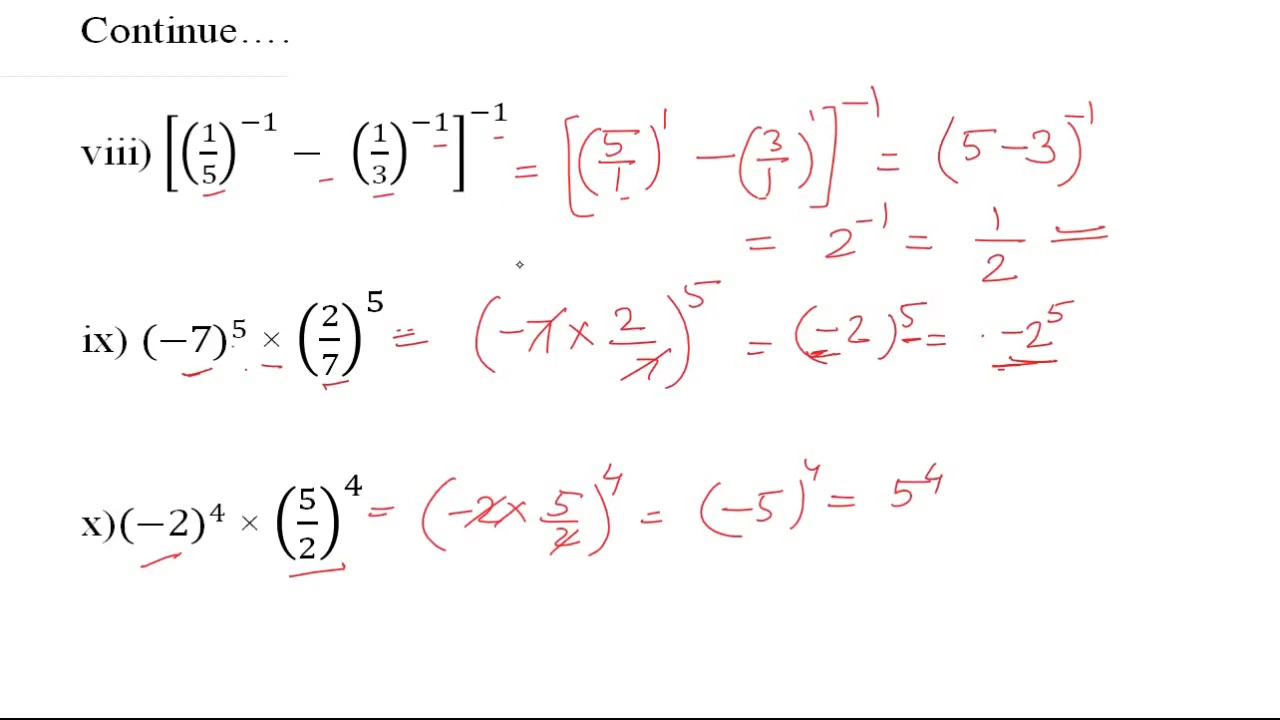 Continue….
viii) [(1/5)^−1 − (1/3)^−1]^−1 = [(5/1)^1 − (3/1)^1]^−1 = (5−3)^−1
= 2^−1 = 1/2
ix) (−7)^5 × (2/7)^5 = (−7 × 2/7)^5 = (−2)^5 = −2^5
x)(−2)^4 × (5/2)^4 = (−2 × 5/2)^4 = (−5)^4 = 5^4